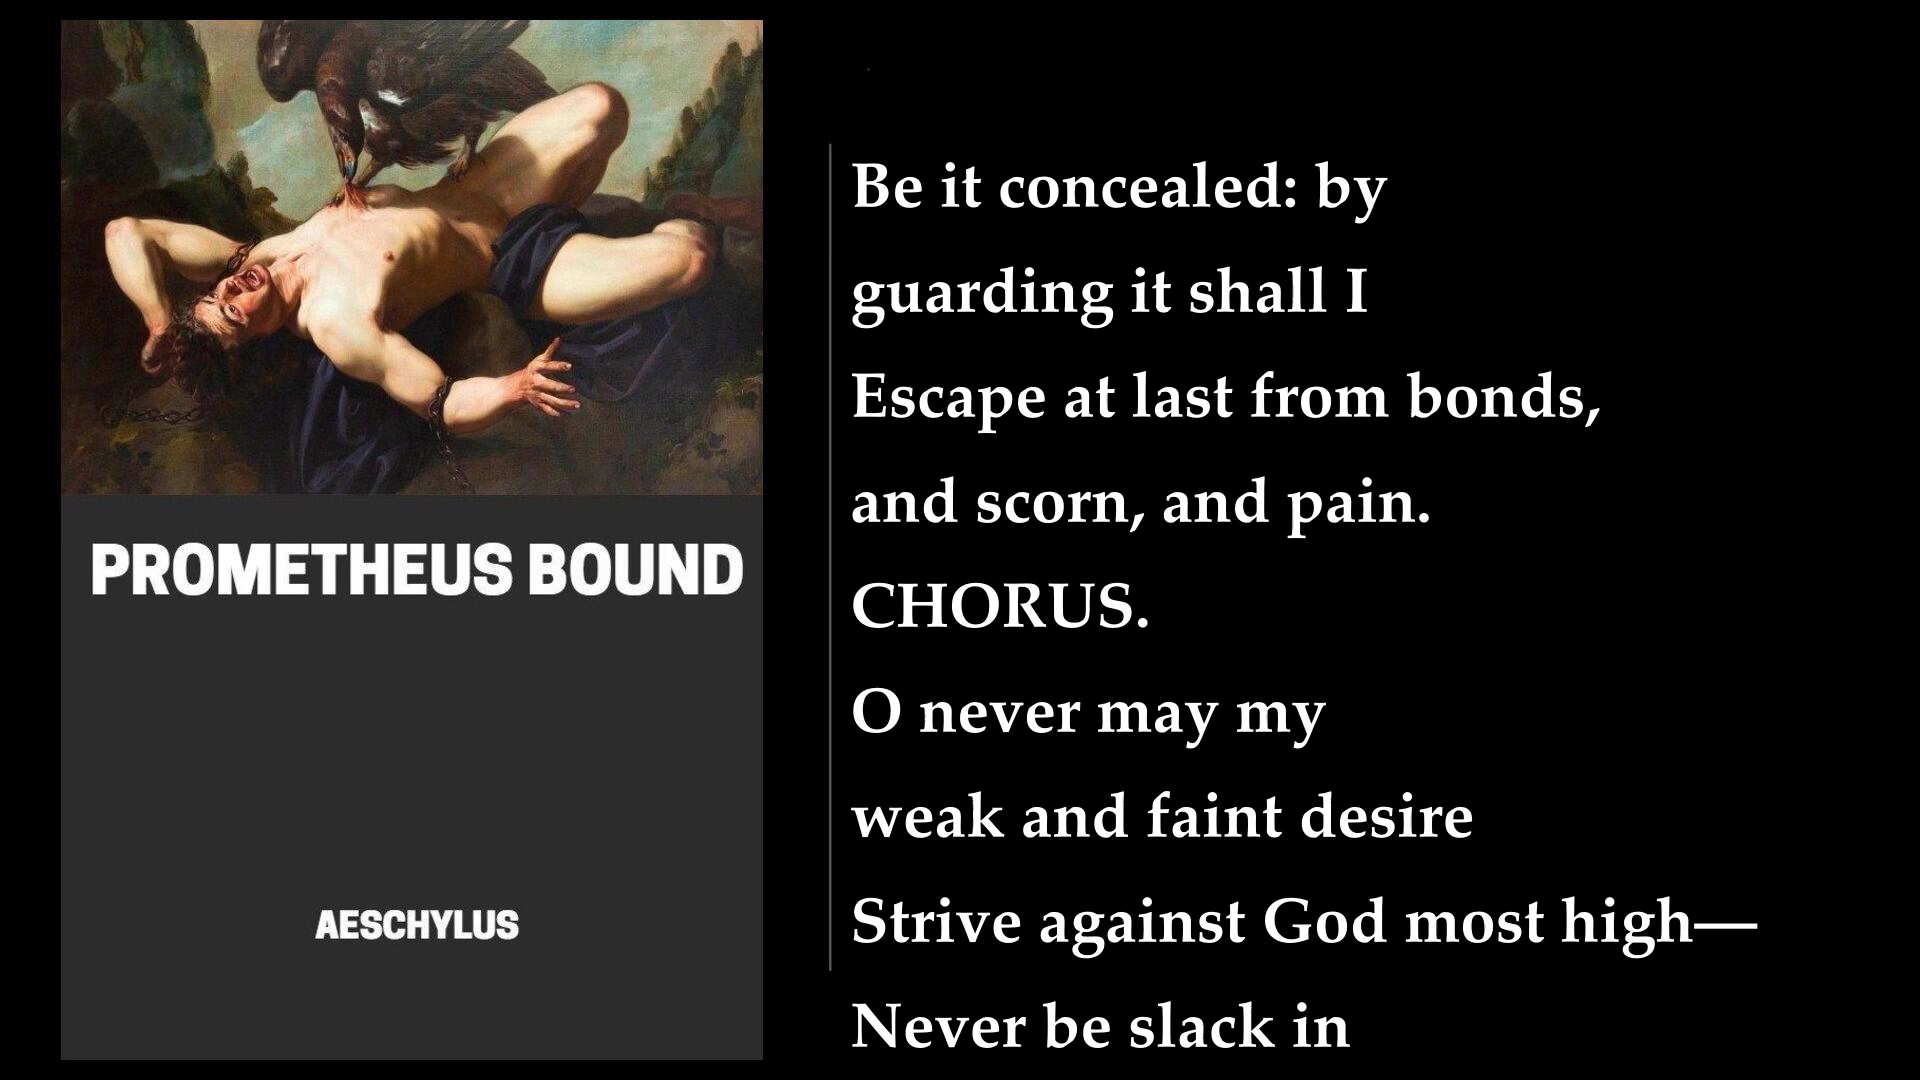 PROMETHEUS BOUND
AESCHYLUS
Be it concealed: by
guarding it shall I
Escape at last from bonds,
and scorn, and pain.
CHORUS.
O never may my
weak and faint desire
Strive against God most high—
Never be slack in